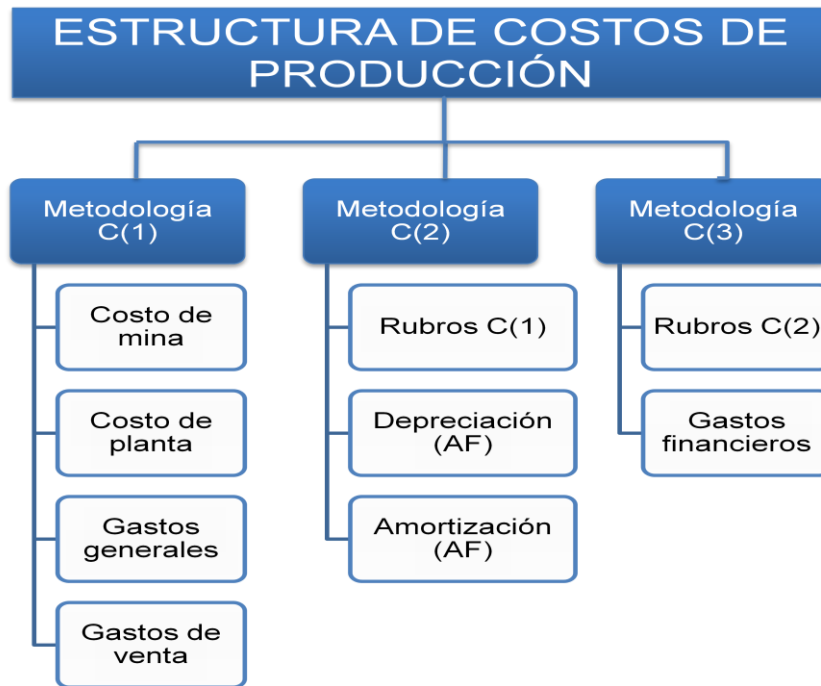 ESTRUCTURA DE COSTOS DE
PRODUCCIÓN
Metodología
C(1)
Costo de
mina
Costo de
planta
Gastos
generales
Gastos de
venta
Metodología
C(2)
Rubros C(1)
Depreciación
(AF)
Amortización
(AF)
Metodología
C(3)
Rubros C(2)
Gastos
financieros